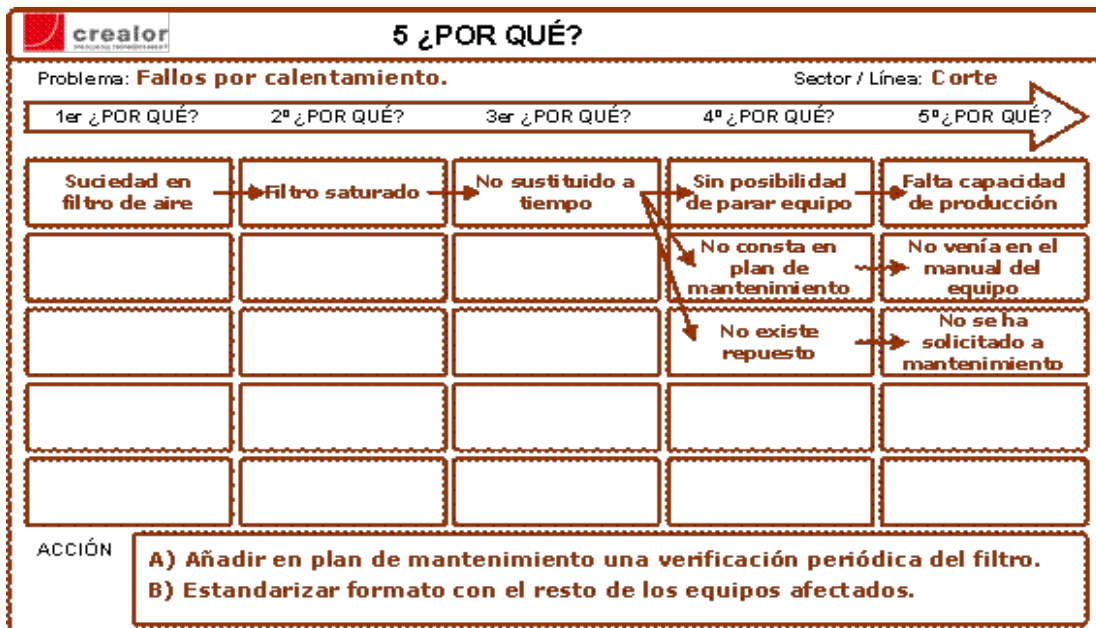 crealor
5 ¿POR QUÉ?
Problema: Fallos por calentamiento.
Sector / Línea: Corte
1er ¿POR QUÉ?
2º ¿POR QUÉ?
3er ¿POR QUÉ?
4º ¿POR QUÉ?
5º ¿POR QUÉ?
Suciedad en
filtro de aire
Filtro saturado
No sustituido a
tiempo
Sin posibilidad
de parar equipo
Falta capacidad
de producción
No consta en
plan de
mantenimiento
No venía en el
manual del
equipo
No existe
repuesto
No se ha
solicitado a
mantenimiento
ACCIÓN
A) Añadir en plan de mantenimiento una verificación periódica del filtro.
B) Estandarizar formato con el resto de los equipos afectados.